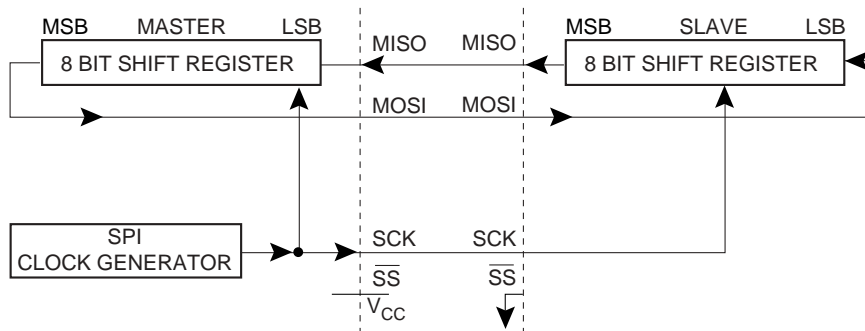 MSB MASTER LSB
MISO MISO
MSB SLAVE LSB
8 BIT SHIFT REGISTER
8 BIT SHIFT REGISTER
MOSI MOSI
SPI
CLOCK GENERATOR
SCK SCK
SS SS
VCC